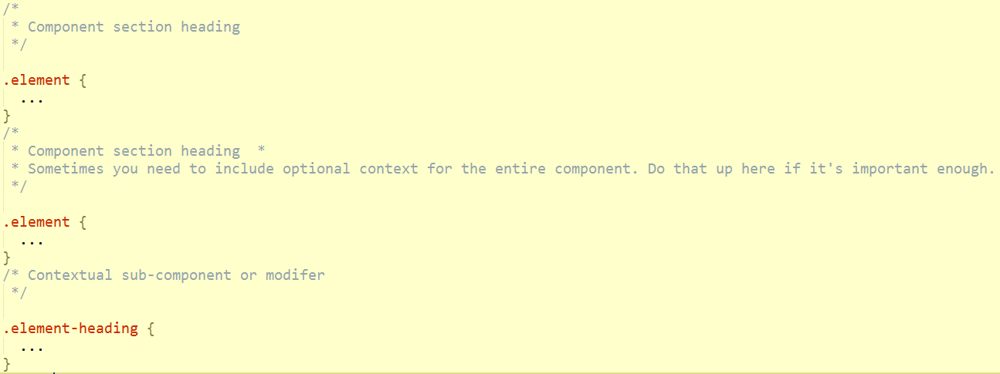 /*
 * Component section heading
 */
.element {
  ...
}
/*
 * Component section heading  *
 * Sometimes you need to include optional context for the entire component. Do that up here if it's important enough.
 */
.element {
  ...
}
/* Contextual sub-component or modifer
 */
.element-heading {
  ...
}